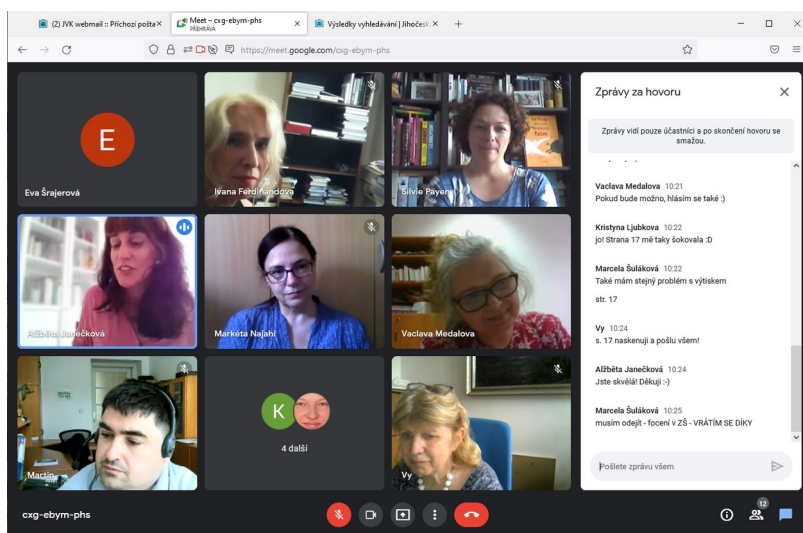 (2) JVK webmail :: Příchozí pošta
Meet – cxg-ebym-phs
PŘEHRÁVÁ
Výsledky vyhledávání | Jihočesk
https://meet.google.com/cxg-ebym-phs
E
Eva Šrajerová
Ivana Ferdinandova
Silvie Payen
Alžběta Janečková
Markéta Najahi
Vaclava Medalova
Martin
K
4 další
Vy
cxg-ebym-phs
12
Zprávy za hovoru
Zprávy vidí pouze účastníci a po skončení hovoru se
smažou.
Vaclava Medalova 10:21
Pokud bude možno, hlásím se také :)
Kristyna Ljubkova 10:22
jo! Strana 17 mě taky šokovala :D
Marcela Šuláková 10:22
Také mám stejný problém s výtiskem
str. 17
Vy 10:24
s. 17 naskenuji a pošlu všem!
Alžběta Janečková 10:24
Jste skvělá! Děkuji :-)
Marcela Šuláková 10:25
musím odejít - focení v ZŠ - VRÁTÍM SE DÍKY
Pošlete zprávu všem